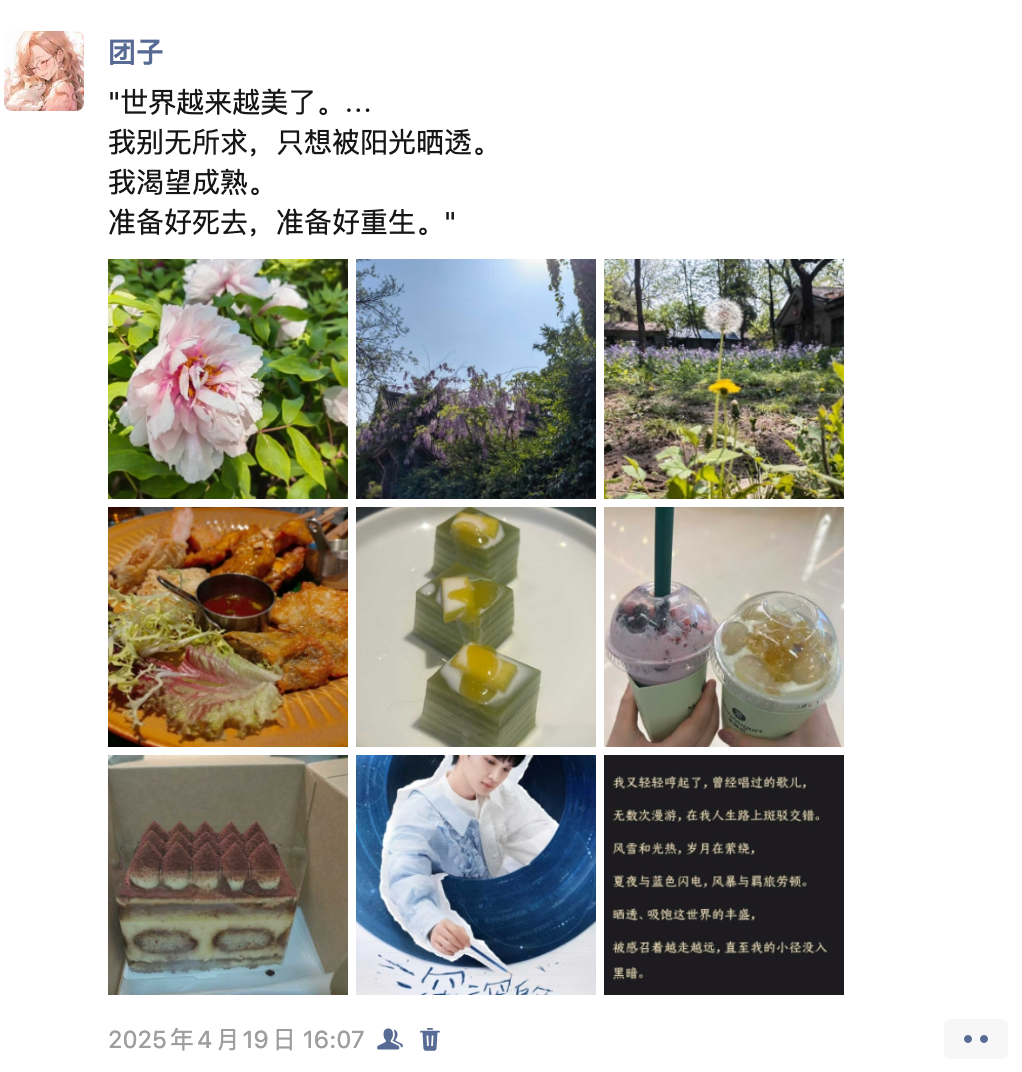 团子
"世界越来越美了。...
我别无所求，只想被阳光晒透。
我渴望成熟。
准备好死去，准备好重生。"
我又轻轻哼起了，曾经唱过的歌儿，
无数次漫游，在我人生路上斑驳交错。
风雪和光热，岁月在萦绕，
夏夜与蓝色闪电，风暴与羁旅劳顿。
晒透、吸饱这世界的丰盛，
被感召着越走越远，直至我的小径没入
黑暗。
2025年4月19日 16:07